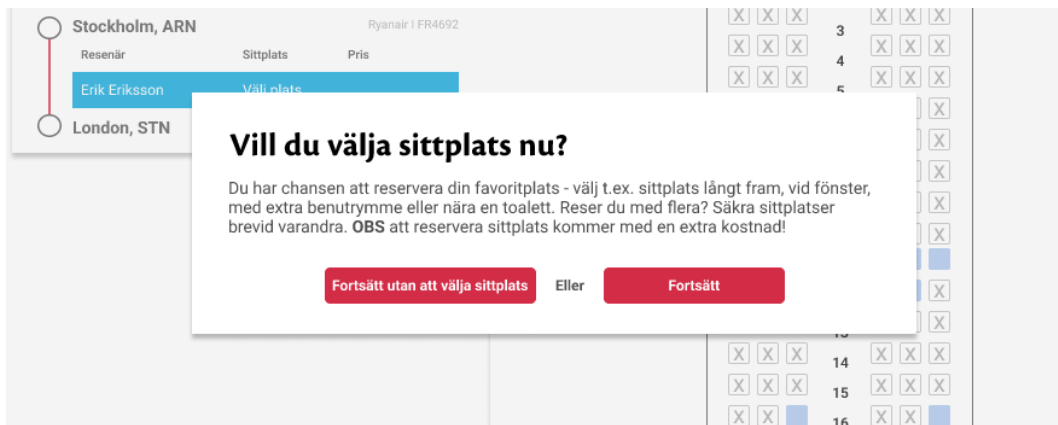 Stockholm, ARN
Ryanair I FR4692
Resenär Sittplats Pris
Erik Eriksson Välj plats
London, STN
Vill du välja sittplats nu?
Du har chansen att reservera din favoritplats - välj t.ex. sittplats långt fram, vid fönster,
med extra benutrymme eller nära en toalett. Reser du med flera? Säkra sittplatser
brevid varandra. OBS att reservera sittplats kommer med en extra kostnad!
Fortsätt utan att välja sittplats Eller Fortsätt
X X X X X X
3
X X X X X X
4
X X X X X X
5
X
X
X
X
X
X
X
13
X X X X X X
14
X X X X X X
15
X X X X
16